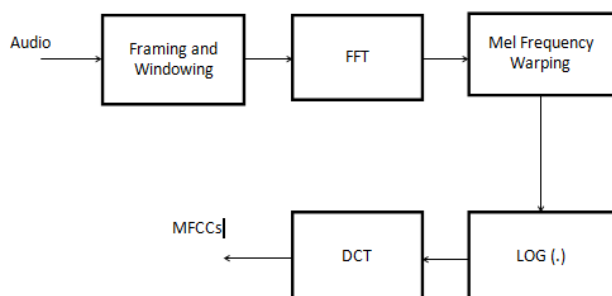 Audio
Framing and
Windowing
FFT
Mel Frequency
Warping
LOG (.)
DCT
MFCCs